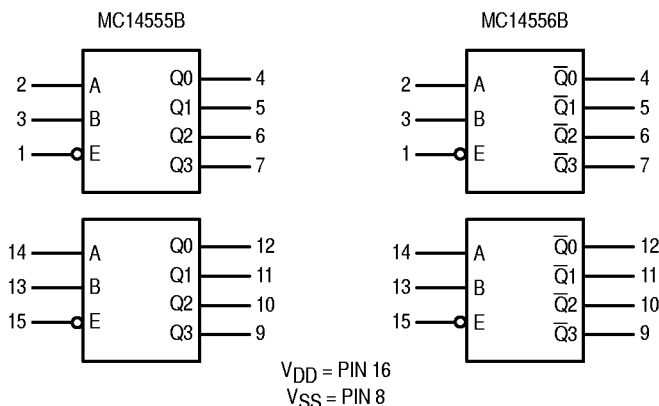 MC14555B
MC14556B
2 A Q0 4
Q1 5
3 B
Q2 6
1 E
Q3 7
2 A Q̅0 4
Q̅1 5
3 B
Q̅2 6
1 E
Q̅3 7
14 A Q0 12
Q1 11
13 B
Q2 10
15 E
Q3 9
14 A Q̅0 12
Q̅1 11
13 B
Q̅2 10
15 E
Q̅3 9
VDD = PIN 16
VSS = PIN 8